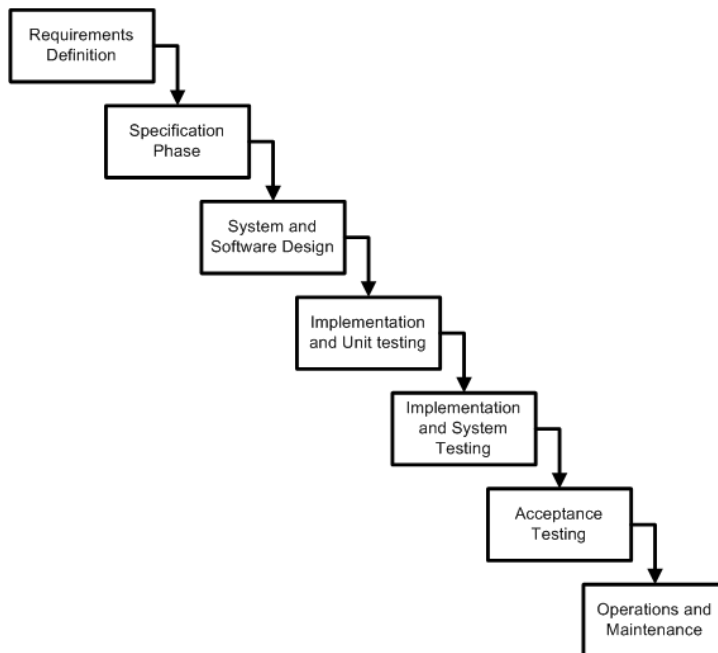 Requirements
Definition
Specification
Phase
System and
Software Design
Implementation
and Unit testing
Implementation
and System
Testing
Acceptance
Testing
Operations and
Maintenance